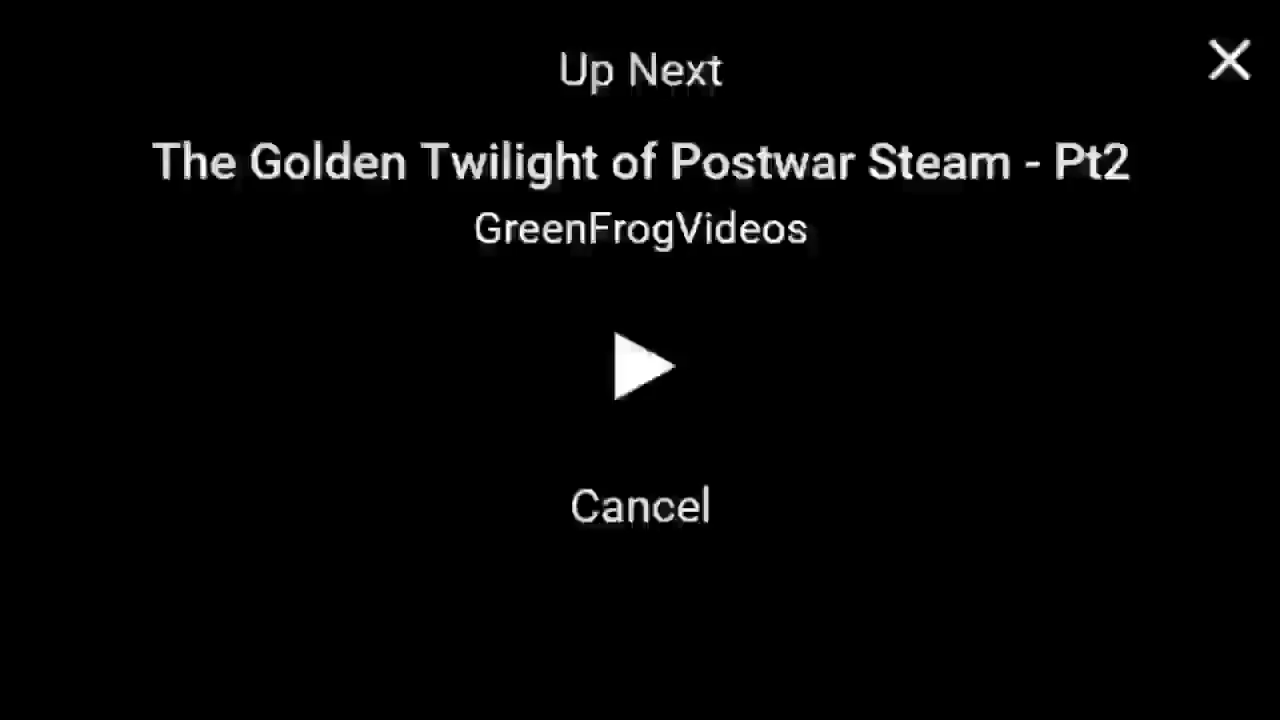 Up Next
The Golden Twilight of Postwar Steam - Pt2
GreenFrogVideos
Cancel